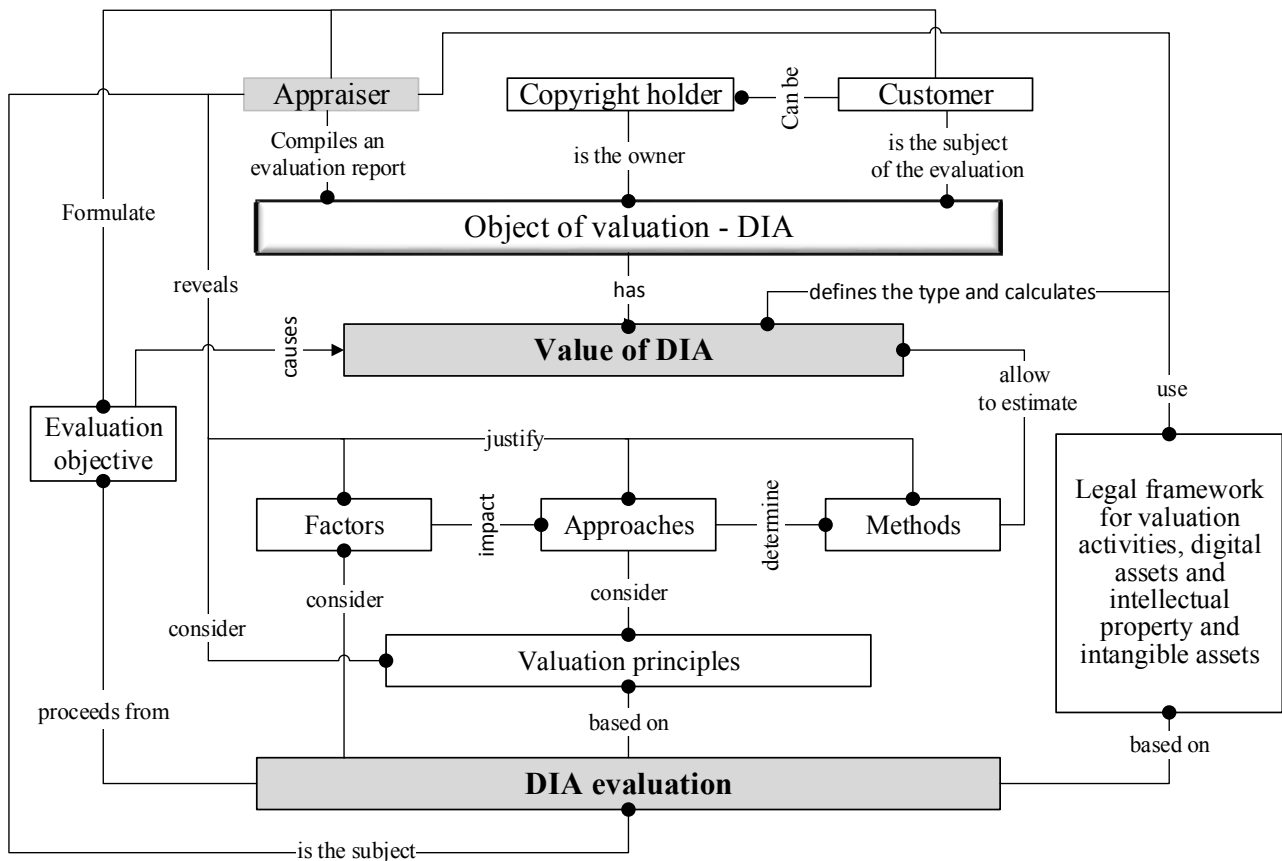 Appraiser
Copyright holder
Can be
Customer
Compiles an
evaluation report
is the owner
is the subject
of the evaluation
Formulate
Object of valuation - DIA
reveals
has
defines the type and calculates
causes
Value of DIA
allow
to estimate
use
Evaluation
objective
justify
Factors
impact
Approaches
determine
Methods
Legal framework
for valuation
activities, digital
assets and
intellectual
property and
intangible assets
consider
consider
consider
Valuation principles
proceeds from
based on
based on
DIA evaluation
is the subject